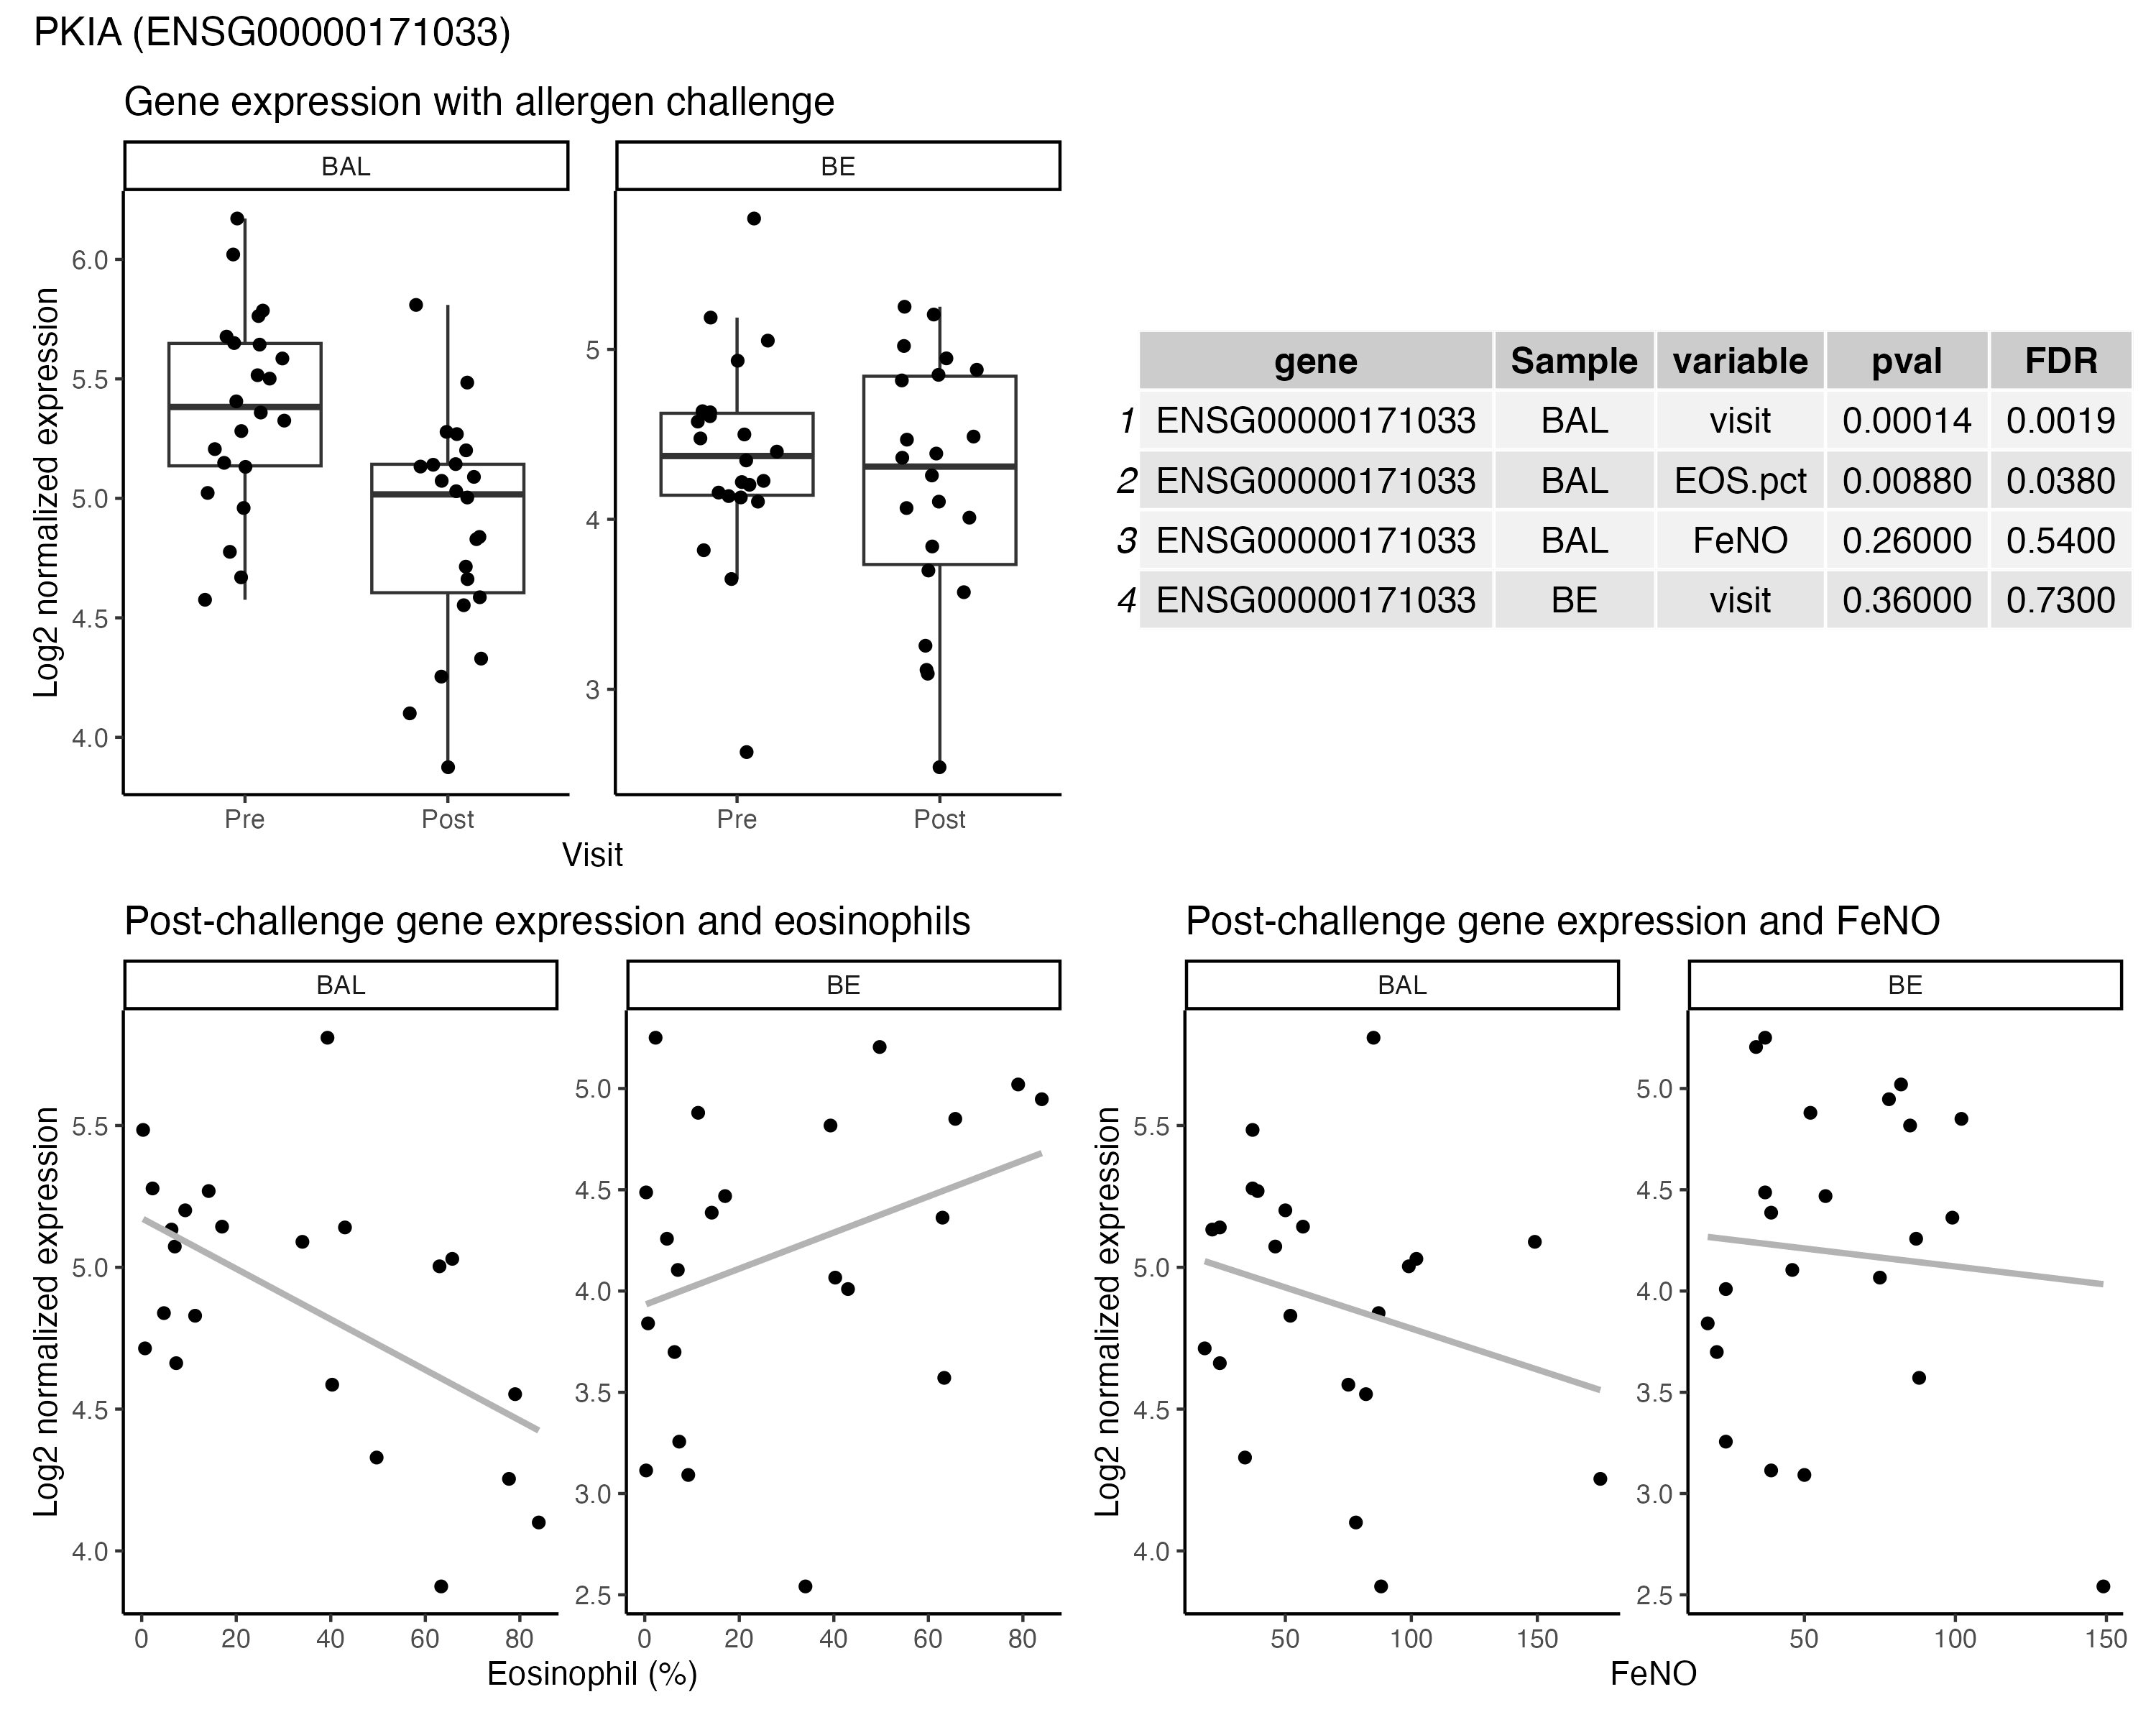 PKIA (ENSG00000171033)
Gene expression with allergen challenge
BAL
BE
Log2 normalized expression
6.0
5.5
5.0
4.5
4.0
5
4
3
Pre
Post
Pre
Post
Visit
gene Sample variable pval FDR
1 ENSG00000171033 BAL visit 0.00014 0.0019
2 ENSG00000171033 BAL EOS.pct 0.00880 0.0380
3 ENSG00000171033 BAL FeNO 0.26000 0.5400
4 ENSG00000171033 BE visit 0.36000 0.7300
Post-challenge gene expression and eosinophils
BAL
BE
Log2 normalized expression
5.5
5.0
4.5
4.0
5.0
4.5
4.0
3.5
3.0
2.5
0 20 40 60 80
0 20 40 60 80
Eosinophil (%)
Post-challenge gene expression and FeNO
BAL
BE
Log2 normalized expression
5.5
5.0
4.5
4.0
5.0
4.5
4.0
3.5
3.0
2.5
50 100 150
50 100 150
FeNO